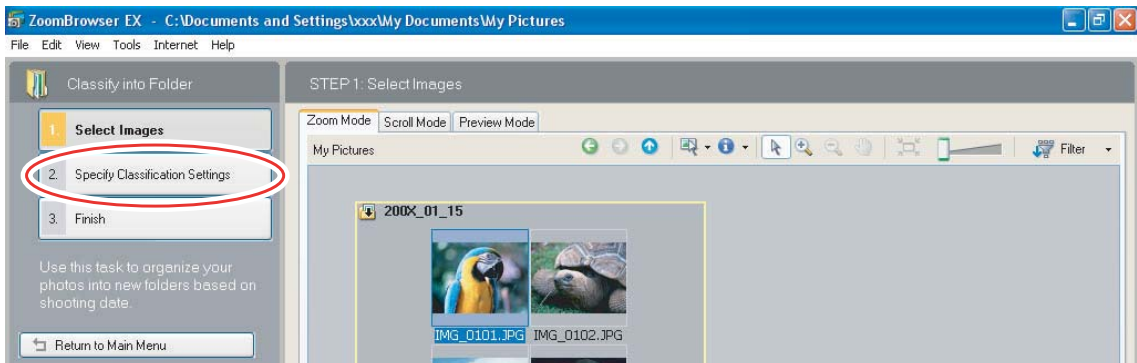 ZoomBrowser EX - C:\Documents and Settings\xxx\My Documents\My Pictures
File Edit View Tools Internet Help
Classify into Folder
1. Select Images
2. Specify Classification Settings
3. Finish
Use this task to organize your
photos into new folders based on
shooting date.
Return to Main Menu
STEP 1: Select Images
Zoom Mode Scroll Mode Preview Mode
My Pictures
Filter
200X_01_15
IMG_0101.JPG IMG_0102.JPG